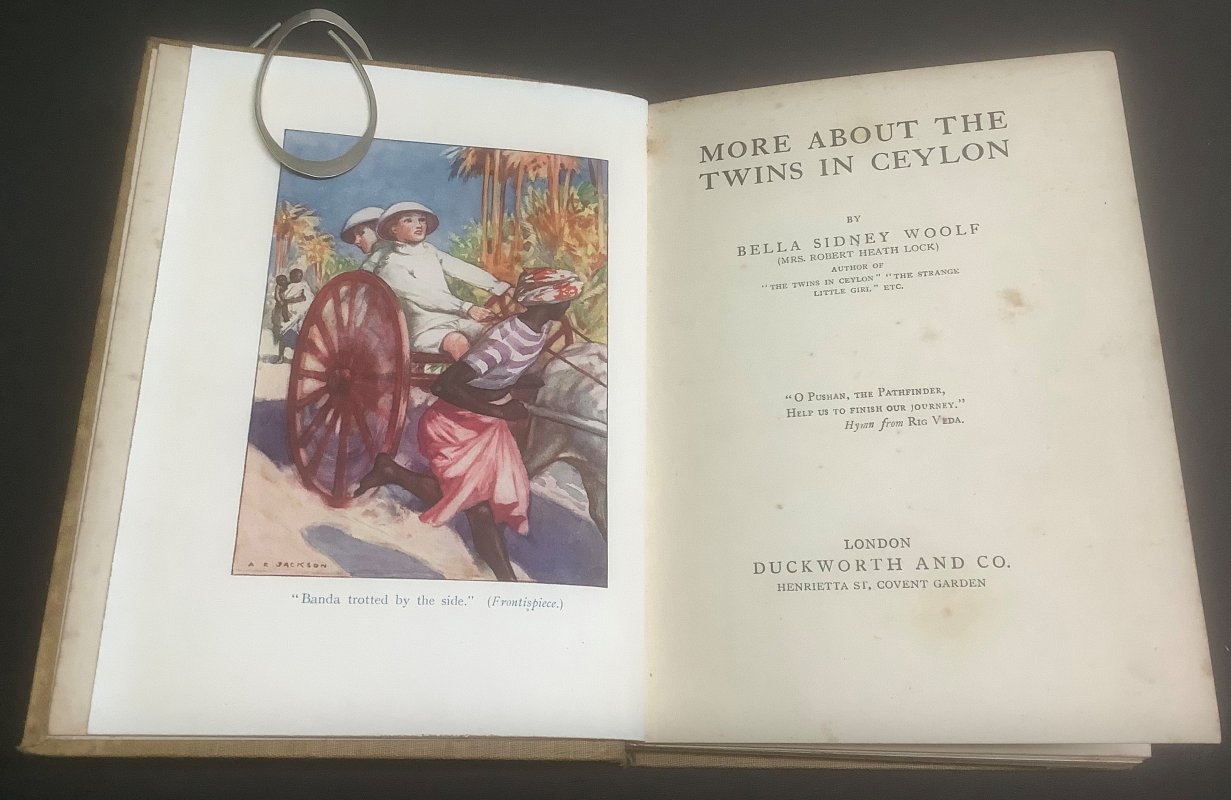 A E JACKSON
"Banda trotted by the side." (Frontispiece.)
MORE ABOUT THE
TWINS IN CEYLON
BY
BELLA SIDNEY WOOLF
(MRS. ROBERT HEATH LOCK)
AUTHOR OF
"THE TWINS IN CEYLON" "THE STRANGE
LITTLE GIRL" ETC.
"O PUSHAN, THE PATHFINDER,
HELP US TO FINISH OUR JOURNEY."
Hymn from RIG VEDA.
LONDON
DUCKWORTH AND CO.
HENRIETTA ST, COVENT GARDEN